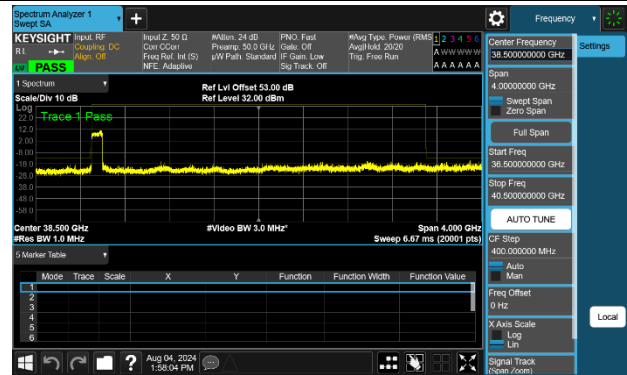 Spectrum Analyzer 1
Swept SA
Frequency
KEYSIGHT Input: RF
RL
Coupling: DC
Align: Off
LV PASS
Input Z: 50 Ω
Corr CCorr
Freq Ref: Int (S)
NFE: Adaptive
#Atten: 24 dB
Preamp: 50.0 GHz
µW Path: Standard
PNO: Fast
Gate: Off
IF Gain: Low
Sig Track: Off
#Avg Type: Power (RMS
Avg|Hold: 20/20
Trig: Free Run
1 2 3 4 5 6
A W W W W W
A A A A A A
Center Frequency
38.500000000 GHz
Settings
Span
4.00000000 GHz
Swept Span
Zero Span
Full Span
Start Freq
36.500000000 GHz
Stop Freq
40.500000000 GHz
AUTO TUNE
CF Step
400.000000 MHz
Auto
Man
Freq Offset
0 Hz
X Axis Scale
Log
Lin
Signal Track
(Span Zoom)
Local
1 Spectrum
Scale/Div 10 dB
Ref Lvl Offset 53.00 dB
Ref Level 32.00 dBm
Log
Trace 1 Pass
22.0
12.0
2.00
-8.00
-18.0
-28.0
-38.0
-48.0
-58.0
Center 38.500 GHz
#Res BW 1.0 MHz
#Video BW 3.0 MHz*
Span 4.000 GHz
Sweep 6.67 ms (20001 pts)
5 Marker Table
Mode Trace Scale X Y Function Function Width Function Value
1
2
3
4
5
6
? Aug 04, 2024
1:58:04 PM